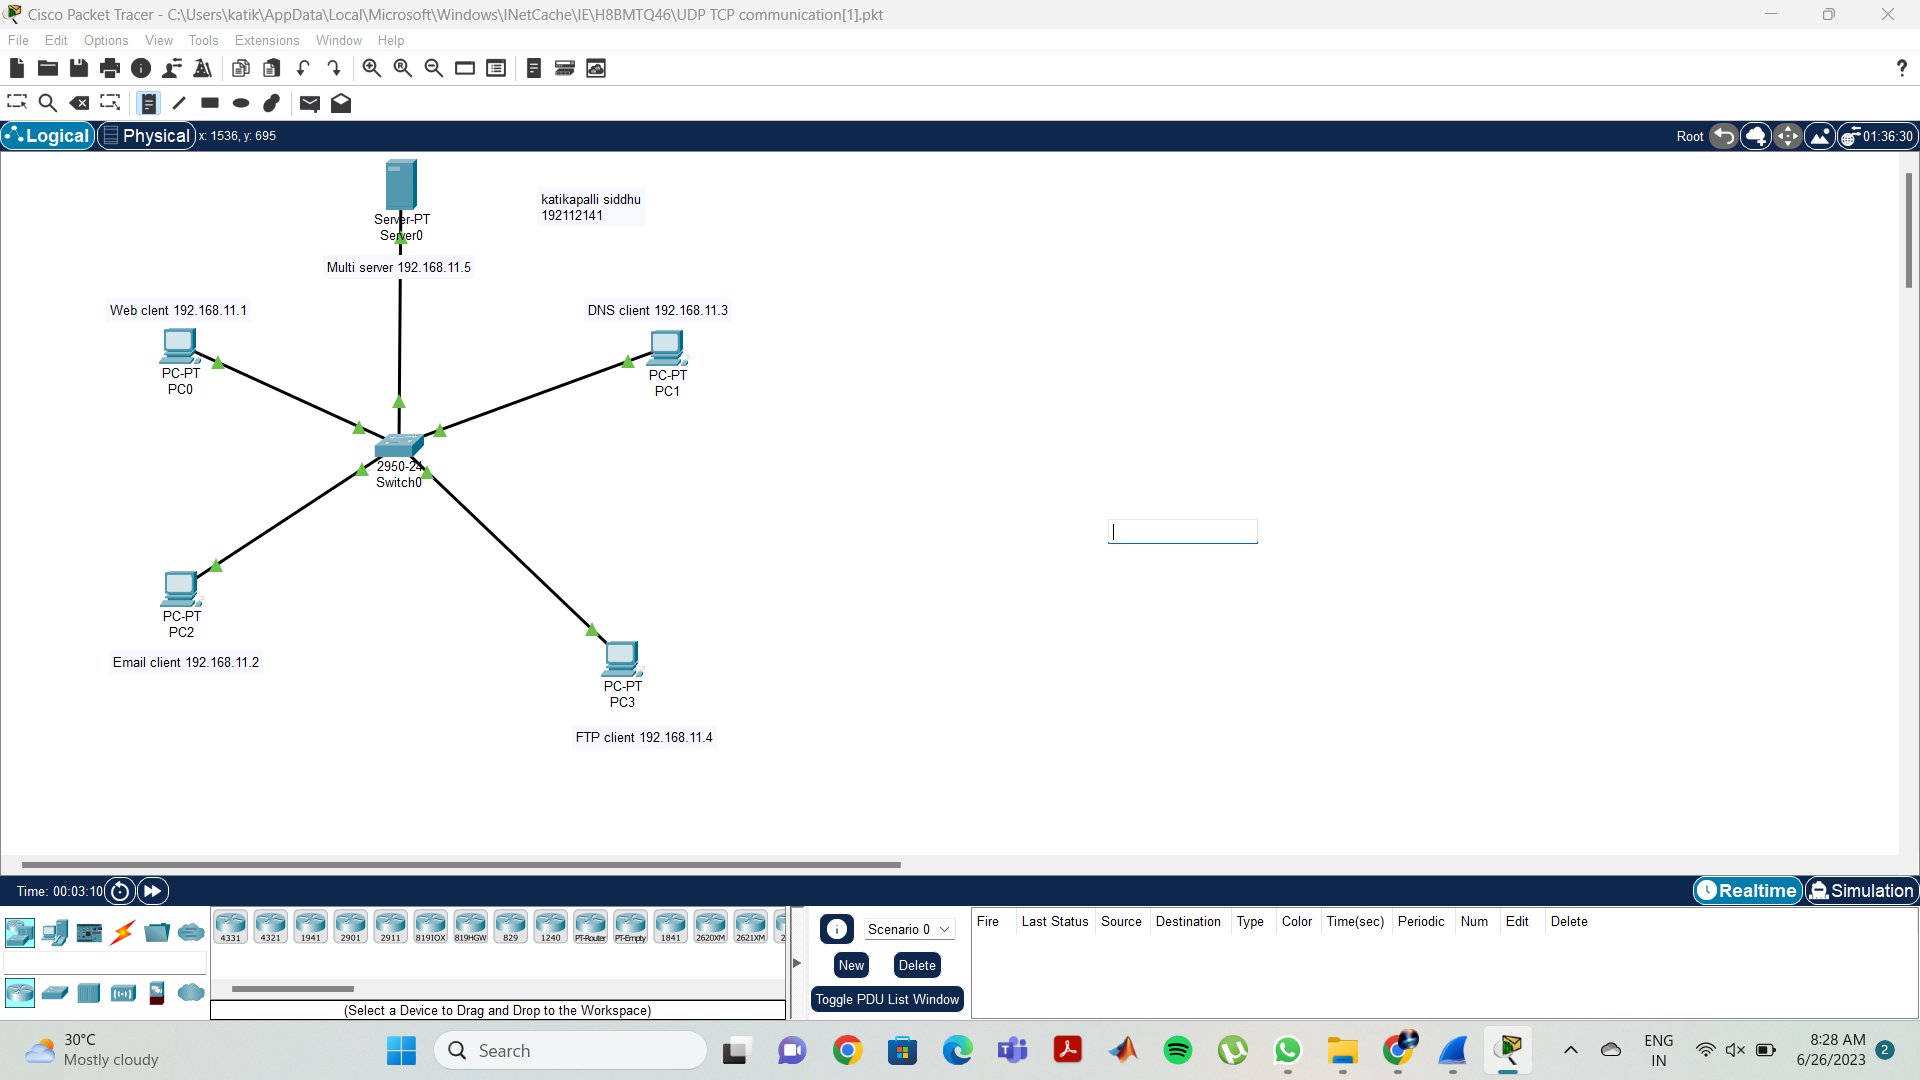 Cisco Packet Tracer - C:\Users\katik\AppData\Local\Microsoft\Windows\INetCache\IE\H8BMTQ46\UDP TCP communication[1].pkt
File Edit Options View Tools Extensions Window Help
?
Logical Physical x: 1536, y: 695 Root 01:36:30
Server-PT
Server0
katikapalli siddhu
192112141
Multi server 192.168.11.5
Web clent 192.168.11.1
DNS client 192.168.11.3
PC-PT
PC0
PC-PT
PC1
2950-24
Switch0
PC-PT
PC2
Email client 192.168.11.2
PC-PT
PC3
FTP client 192.168.11.4
Time: 00:03:10 Realtime Simulation
4331 4321 1941 2901 2911 819IOX 819HGW 829 1240 PT-Router PT-Empty 1841 2620XM 2621XM 2
(Select a Device to Drag and Drop to the Workspace)
Scenario 0
New Delete
Toggle PDU List Window
Fire Last Status Source Destination Type Color Time(sec) Periodic Num Edit Delete
30°C
Mostly cloudy
Search
ENG
IN
8:28 AM
6/26/2023
2